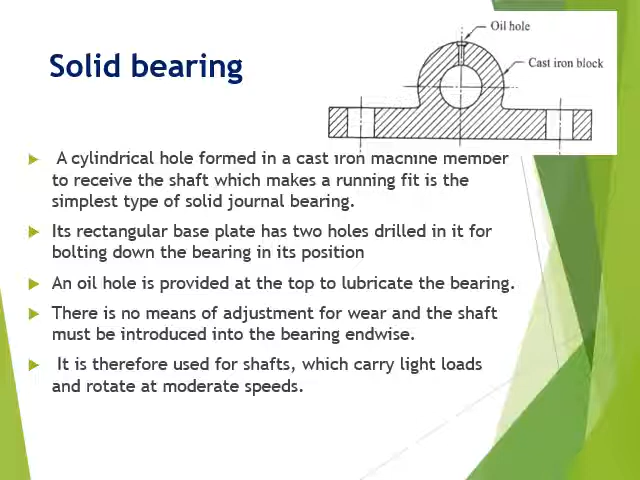 Oil hole
Cast iron block
Solid bearing
A cylindrical hole formed in a cast iron machine member
to receive the shaft which makes a running fit is the
simplest type of solid journal bearing.
Its rectangular base plate has two holes drilled in it for
bolting down the bearing in its position
An oil hole is provided at the top to lubricate the bearing.
There is no means of adjustment for wear and the shaft
must be introduced into the bearing endwise.
It is therefore used for shafts, which carry light loads
and rotate at moderate speeds.